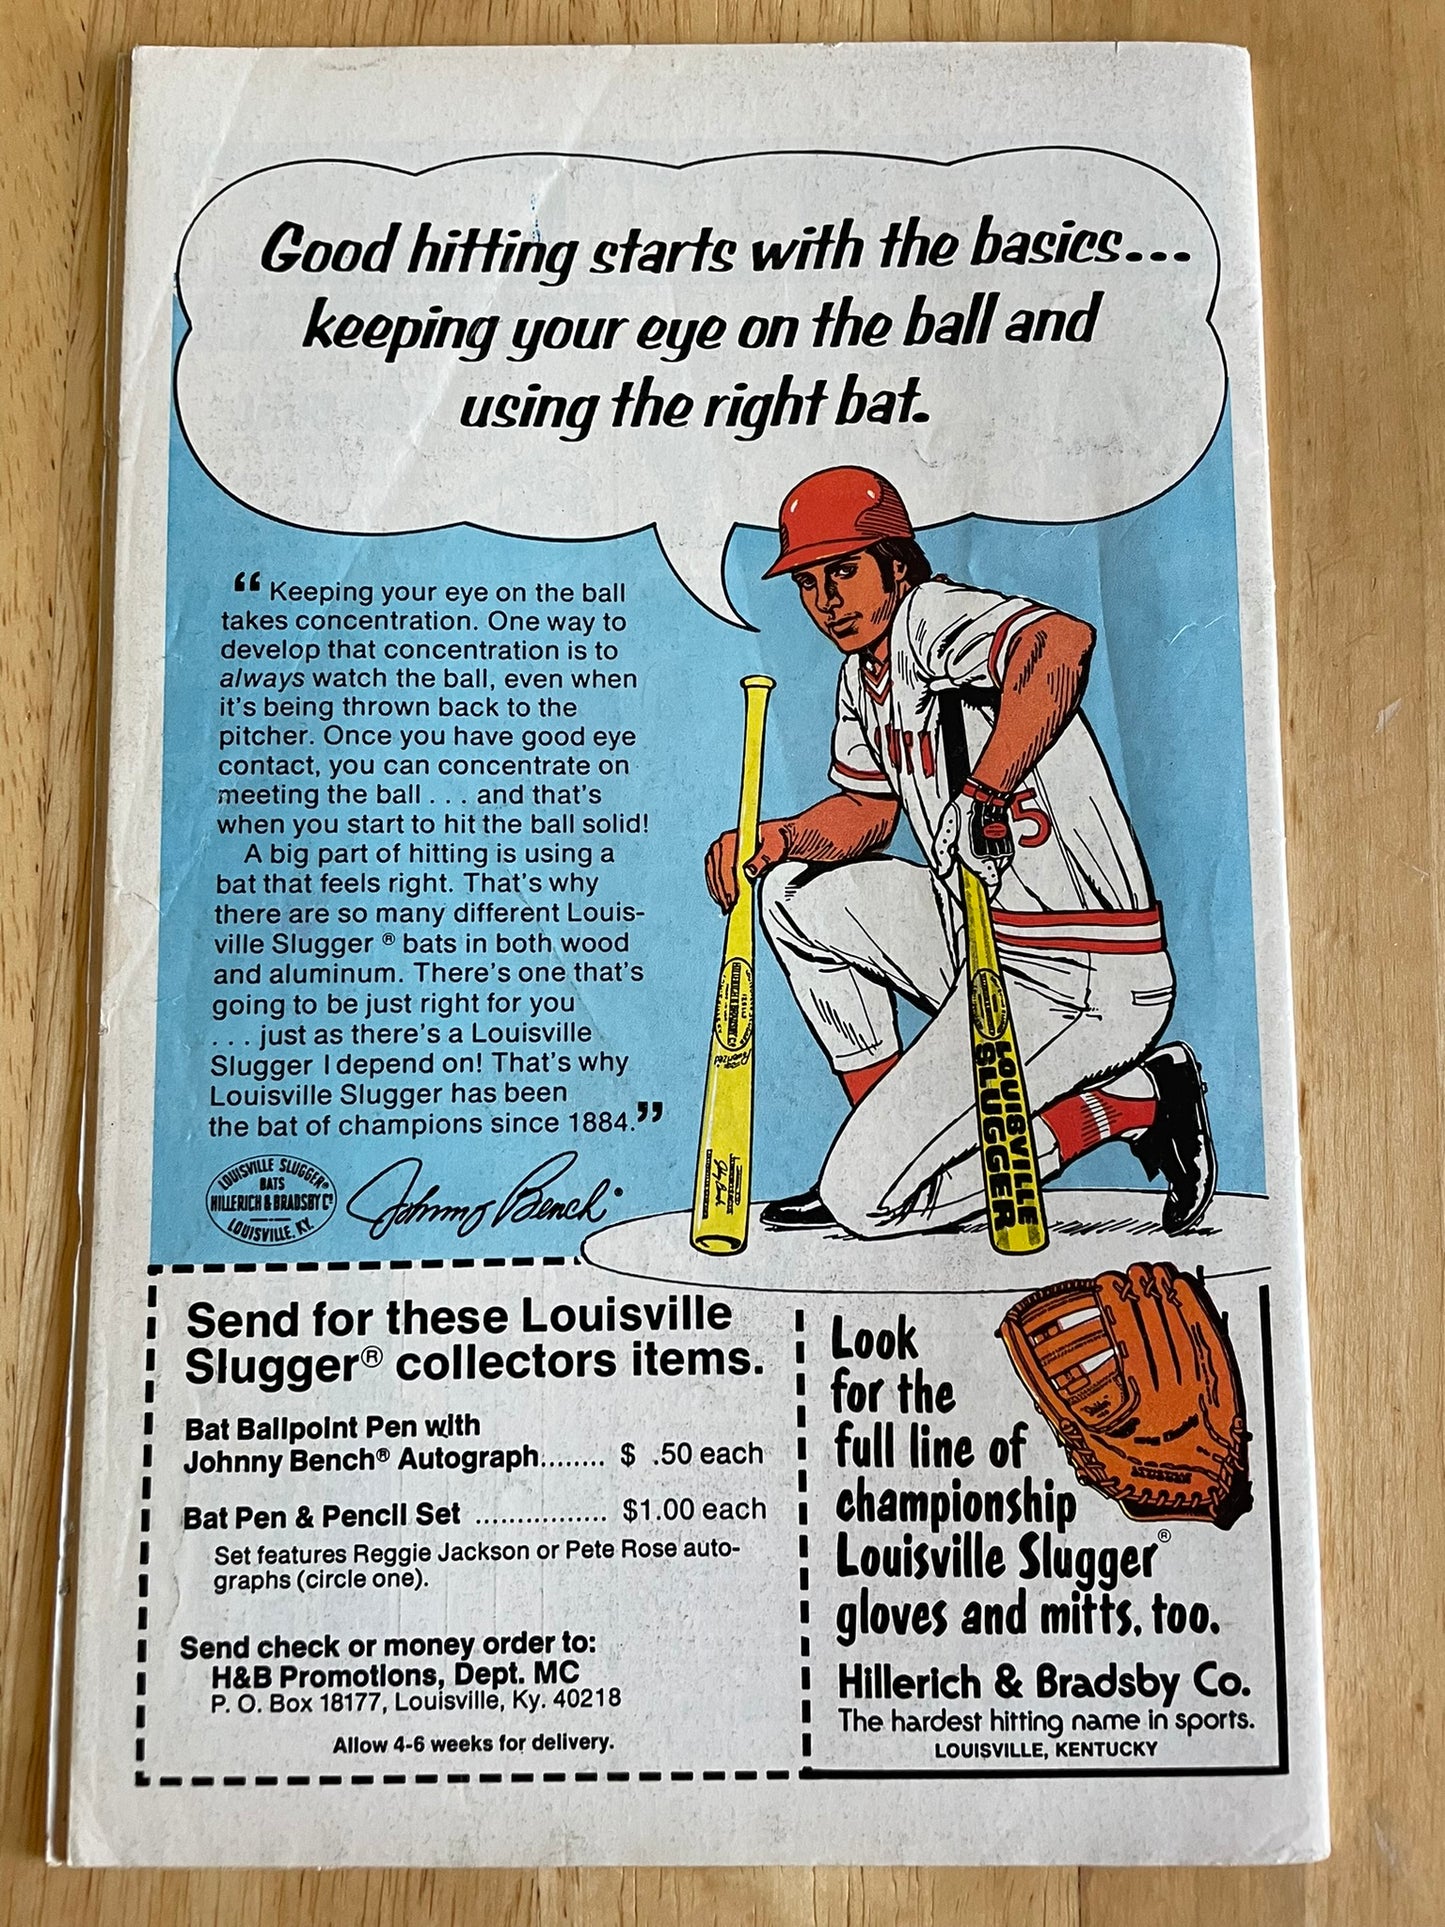 Good hitting starts with the basics...
keeping your eye on the ball and
using the right bat.
“Keeping your eye on the ball
takes concentration. One way to
develop that concentration is to
always watch the ball, even when
it's being thrown back to the
pitcher. Once you have good eye
contact, you can concentrate on
meeting the ball . . . and that's
when you start to hit the ball solid!
A big part of hitting is using a
bat that feels right. That's why
there are so many different Louis-
ville Slugger ® bats in both wood
and aluminum. There's one that's
going to be just right for you
. . . just as there's a Louisville
Slugger I depend on! That's why
Louisville Slugger has been
the bat of champions since 1884.”
5
LOUISVILLE
SLUGGER
LOUISVILLE SLUGGER®
BATS
HILLERICH & BRADSBY Co
LOUISVILLE. KY.
Johnny Bench
Send for these Louisville
Slugger® collectors items.
Bat Ballpoint Pen with
Johnny Bench® Autograph........ $ .50 each
Bat Pen & Pencil Set ................ $1.00 each
Set features Reggie Jackson or Pete Rose auto-
graphs (circle one).
Send check or money order to:
H&B Promotions, Dept. MC
P. O. Box 18177, Louisville, Ky. 40218
Allow 4-6 weeks for delivery.
Look
for the
full line of
championship
Louisville Slugger®
gloves and mitts, too.
Hillerich & Bradsby Co.
The hardest hitting name in sports.
LOUISVILLE, KENTUCKY